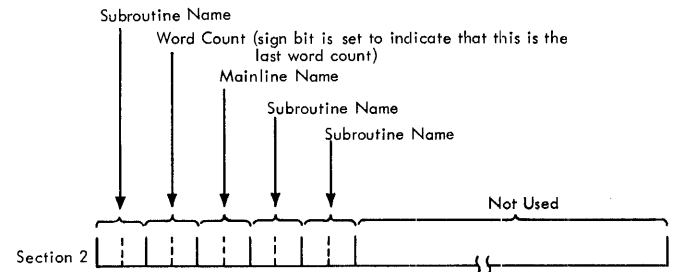 Subroutine Name
Word Count (sign bit is set to indicate that this is the
last word count)
Mainline Name
Subroutine Name
Subroutine Name
Not Used
Section 2